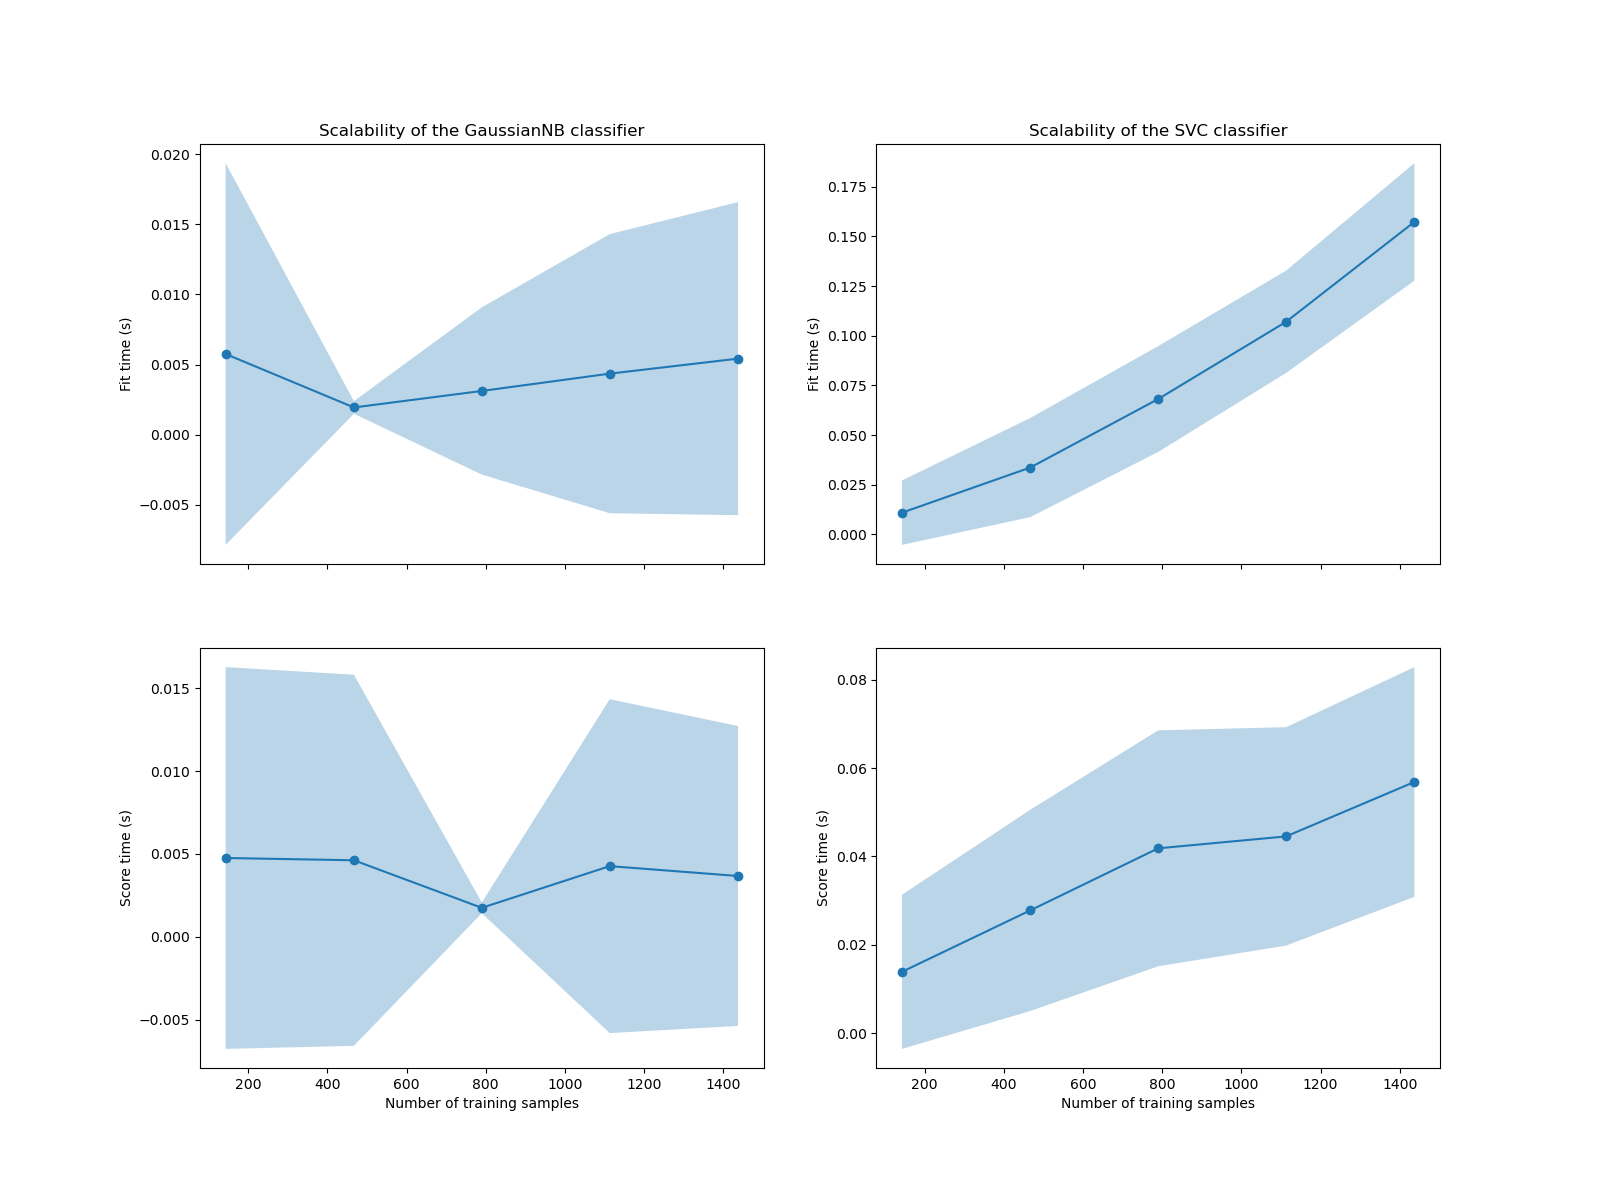 Scalability of the GaussianNB classifier
Fit time (s)
0.020
0.015
0.010
0.005
0.000
−0.005
Scalability of the SVC classifier
Fit time (s)
0.175
0.150
0.125
0.100
0.075
0.050
0.025
0.000
Score time (s)
0.015
0.010
0.005
0.000
−0.005
200 400 600 800 1000 1200 1400
Number of training samples
Score time (s)
0.08
0.06
0.04
0.02
0.00
200 400 600 800 1000 1200 1400
Number of training samples